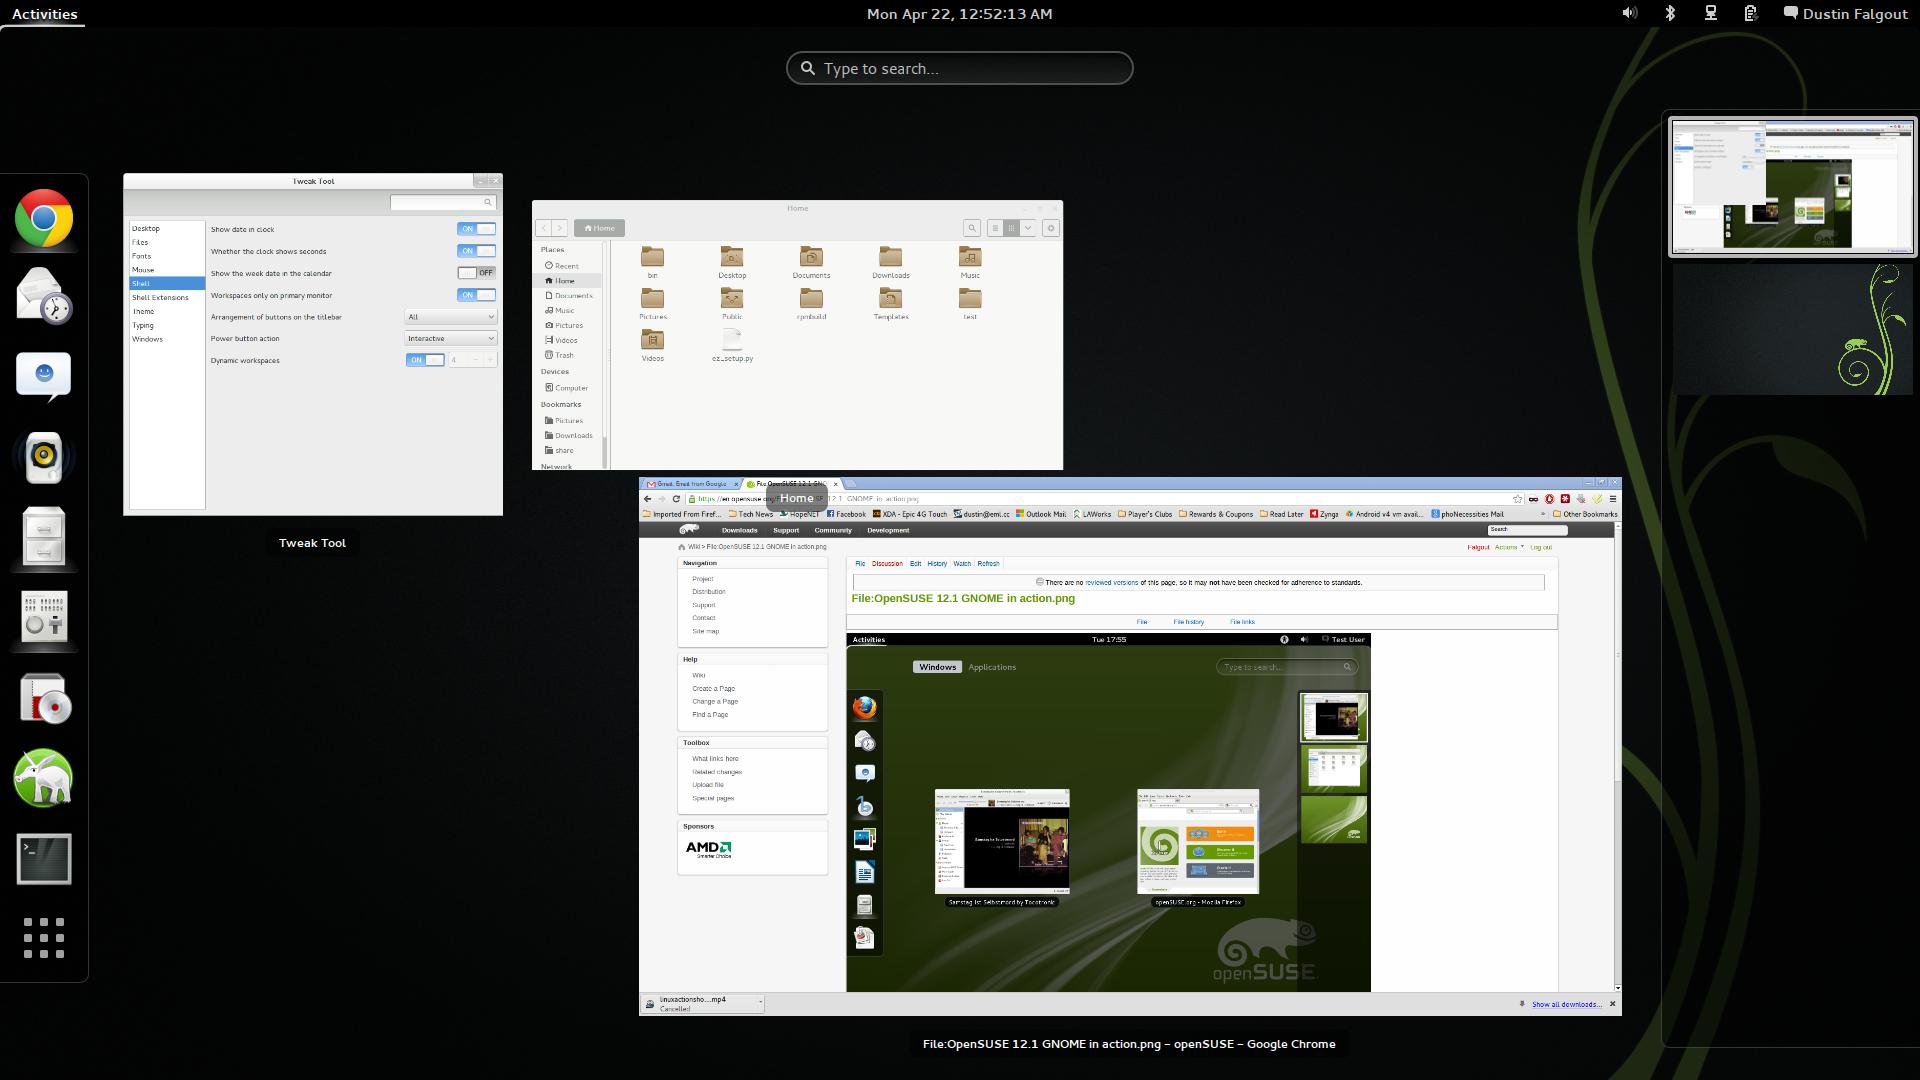 Activities
Mon Apr 22, 12:52:13 AM
Dustin Falgout
Type to search...
Tweak Tool
Desktop
Files
Fonts
Mouse
Shell
Shell Extensions
Theme
Typing
Windows
Show date in clock ON
Whether the clock shows seconds ON
Show the week date in the calendar OFF
Workspaces only on primary monitor ON
Arrangement of buttons on the titlebar All
Power button action Interactive
Dynamic workspaces ON 4
Tweak Tool
Home
Home
Places
Recent
Home
Documents
Music
Pictures
Videos
Trash
Devices
Computer
Bookmarks
Pictures
Downloads
share
Network
bin Desktop Documents Downloads Music
Pictures Public rpmbuild Templates test
Videos ez_setup.py
Home
Gmail: Email from Google
File:OpenSUSE 12.1 GNO
https://en.opensuse.org/ 12.1_GNOME_in_action.png
Imported From Firef... Tech News HopeNET Facebook XDA - Epic 4G Touch dustin@eml.cc Outlook Mail LAWorks Player's Clubs Rewards & Coupons Read Later Zynga Android v4 vm avail... phoNecessities Mail » Other Bookmarks
Downloads Support Community Development Search
Wiki > File:OpenSUSE 12.1 GNOME in action.png
Falgout Actions Log out
Navigation
Project
Distribution
Support
Contact
Site map
Help
Wiki
Create a Page
Change a Page
Find a Page
Toolbox
What links here
Related changes
Upload file
Special pages
Sponsors
AMD
Smarter Choice
File Discussion Edit History Watch Refresh
There are no reviewed versions of this page, so it may not have been checked for adherence to standards.
File:OpenSUSE 12.1 GNOME in action.png
File File history File links
Activities Tue 17:55 Test User
Windows Applications Type to search...
Samstag ist Selbstmord by Tocotronic
openSUSE.org - Mozilla Firefox
openSUSE
linuxactionsho....mp4
Cancelled
Show all downloads...
File:OpenSUSE 12.1 GNOME in action.png – openSUSE – Google Chrome